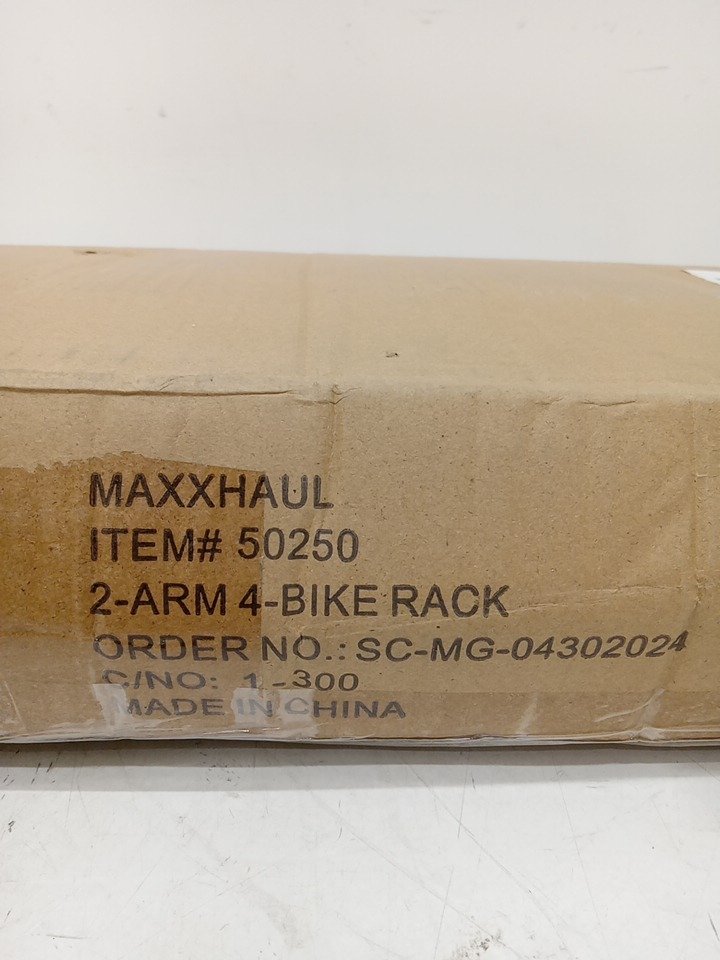 MAXXHAUL
ITEM# 50250
2-ARM 4-BIKE RACK
ORDER NO.: SC-MG-04302024
C/NO: 1 -300
MADE IN CHINA